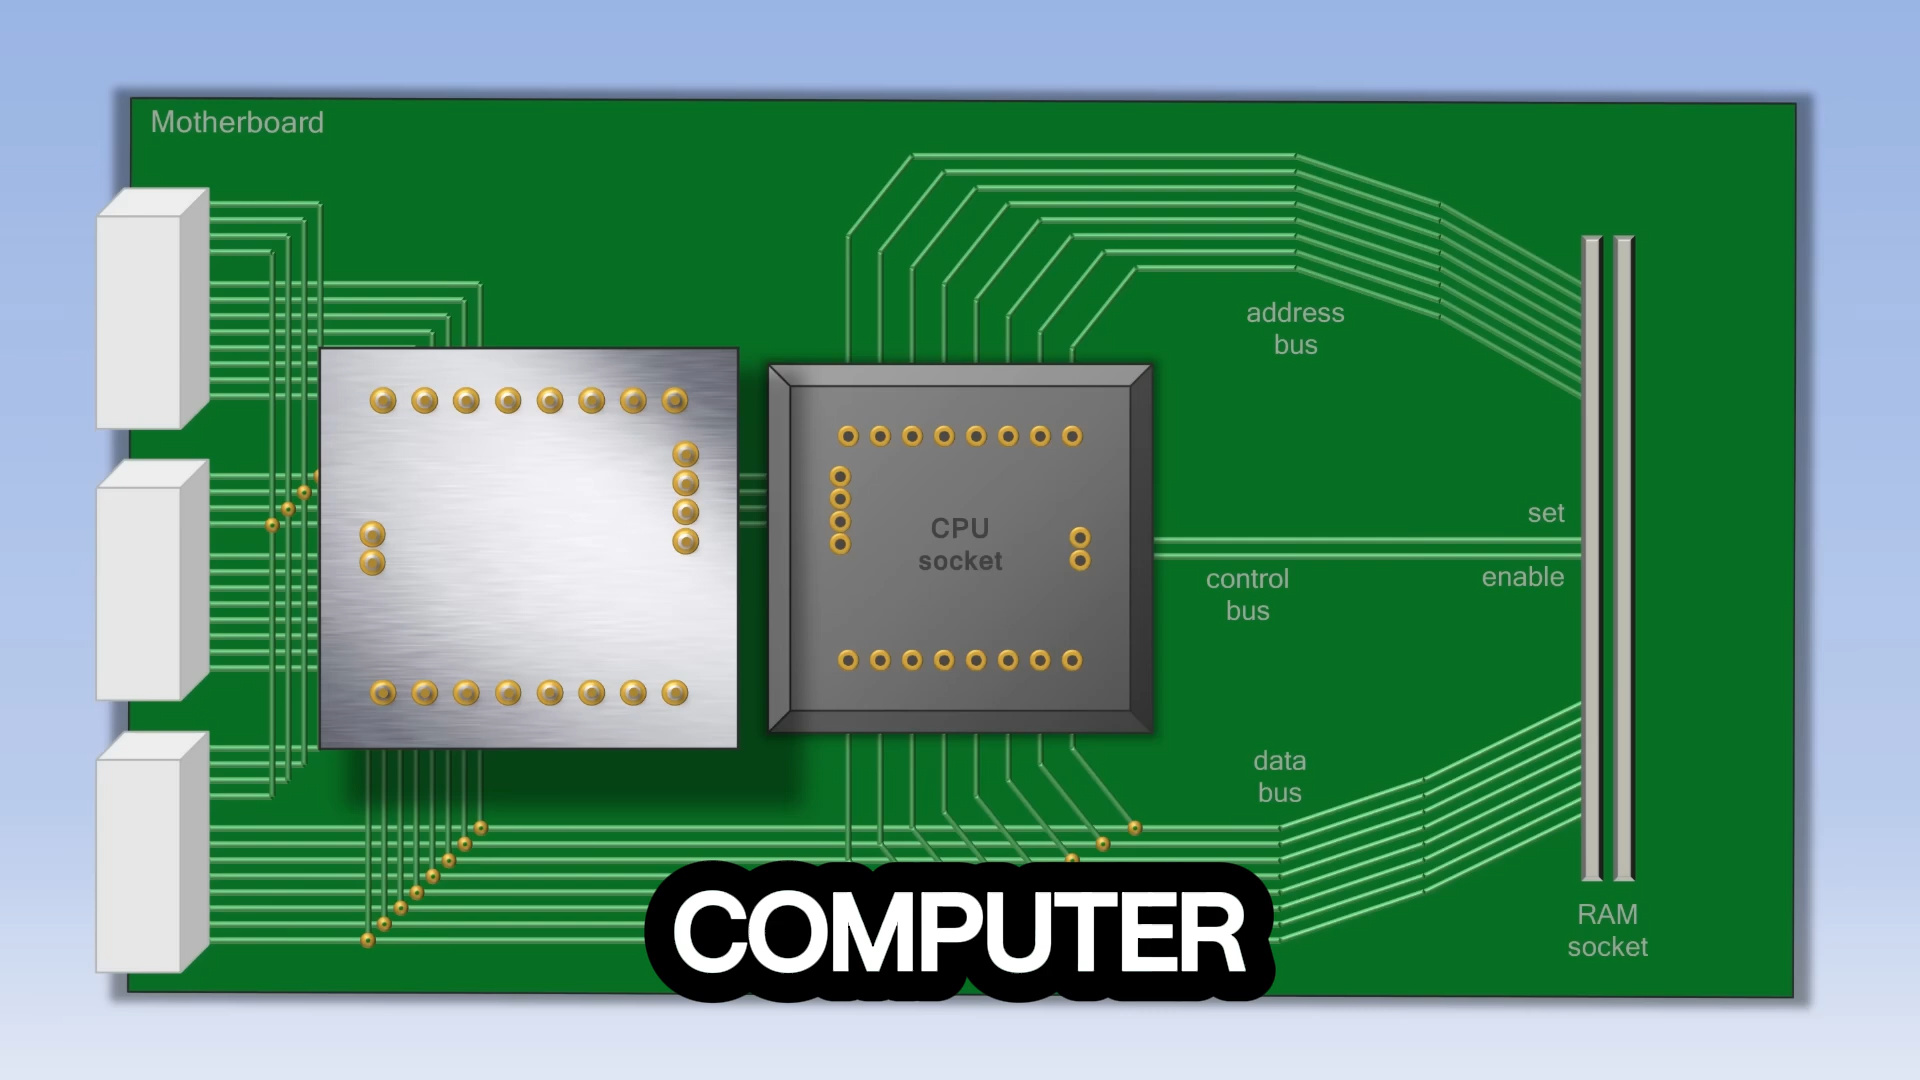 Motherboard
address
bus
CPU
socket
set
control
bus
enable
data
bus
COMPUTER
RAM
socket